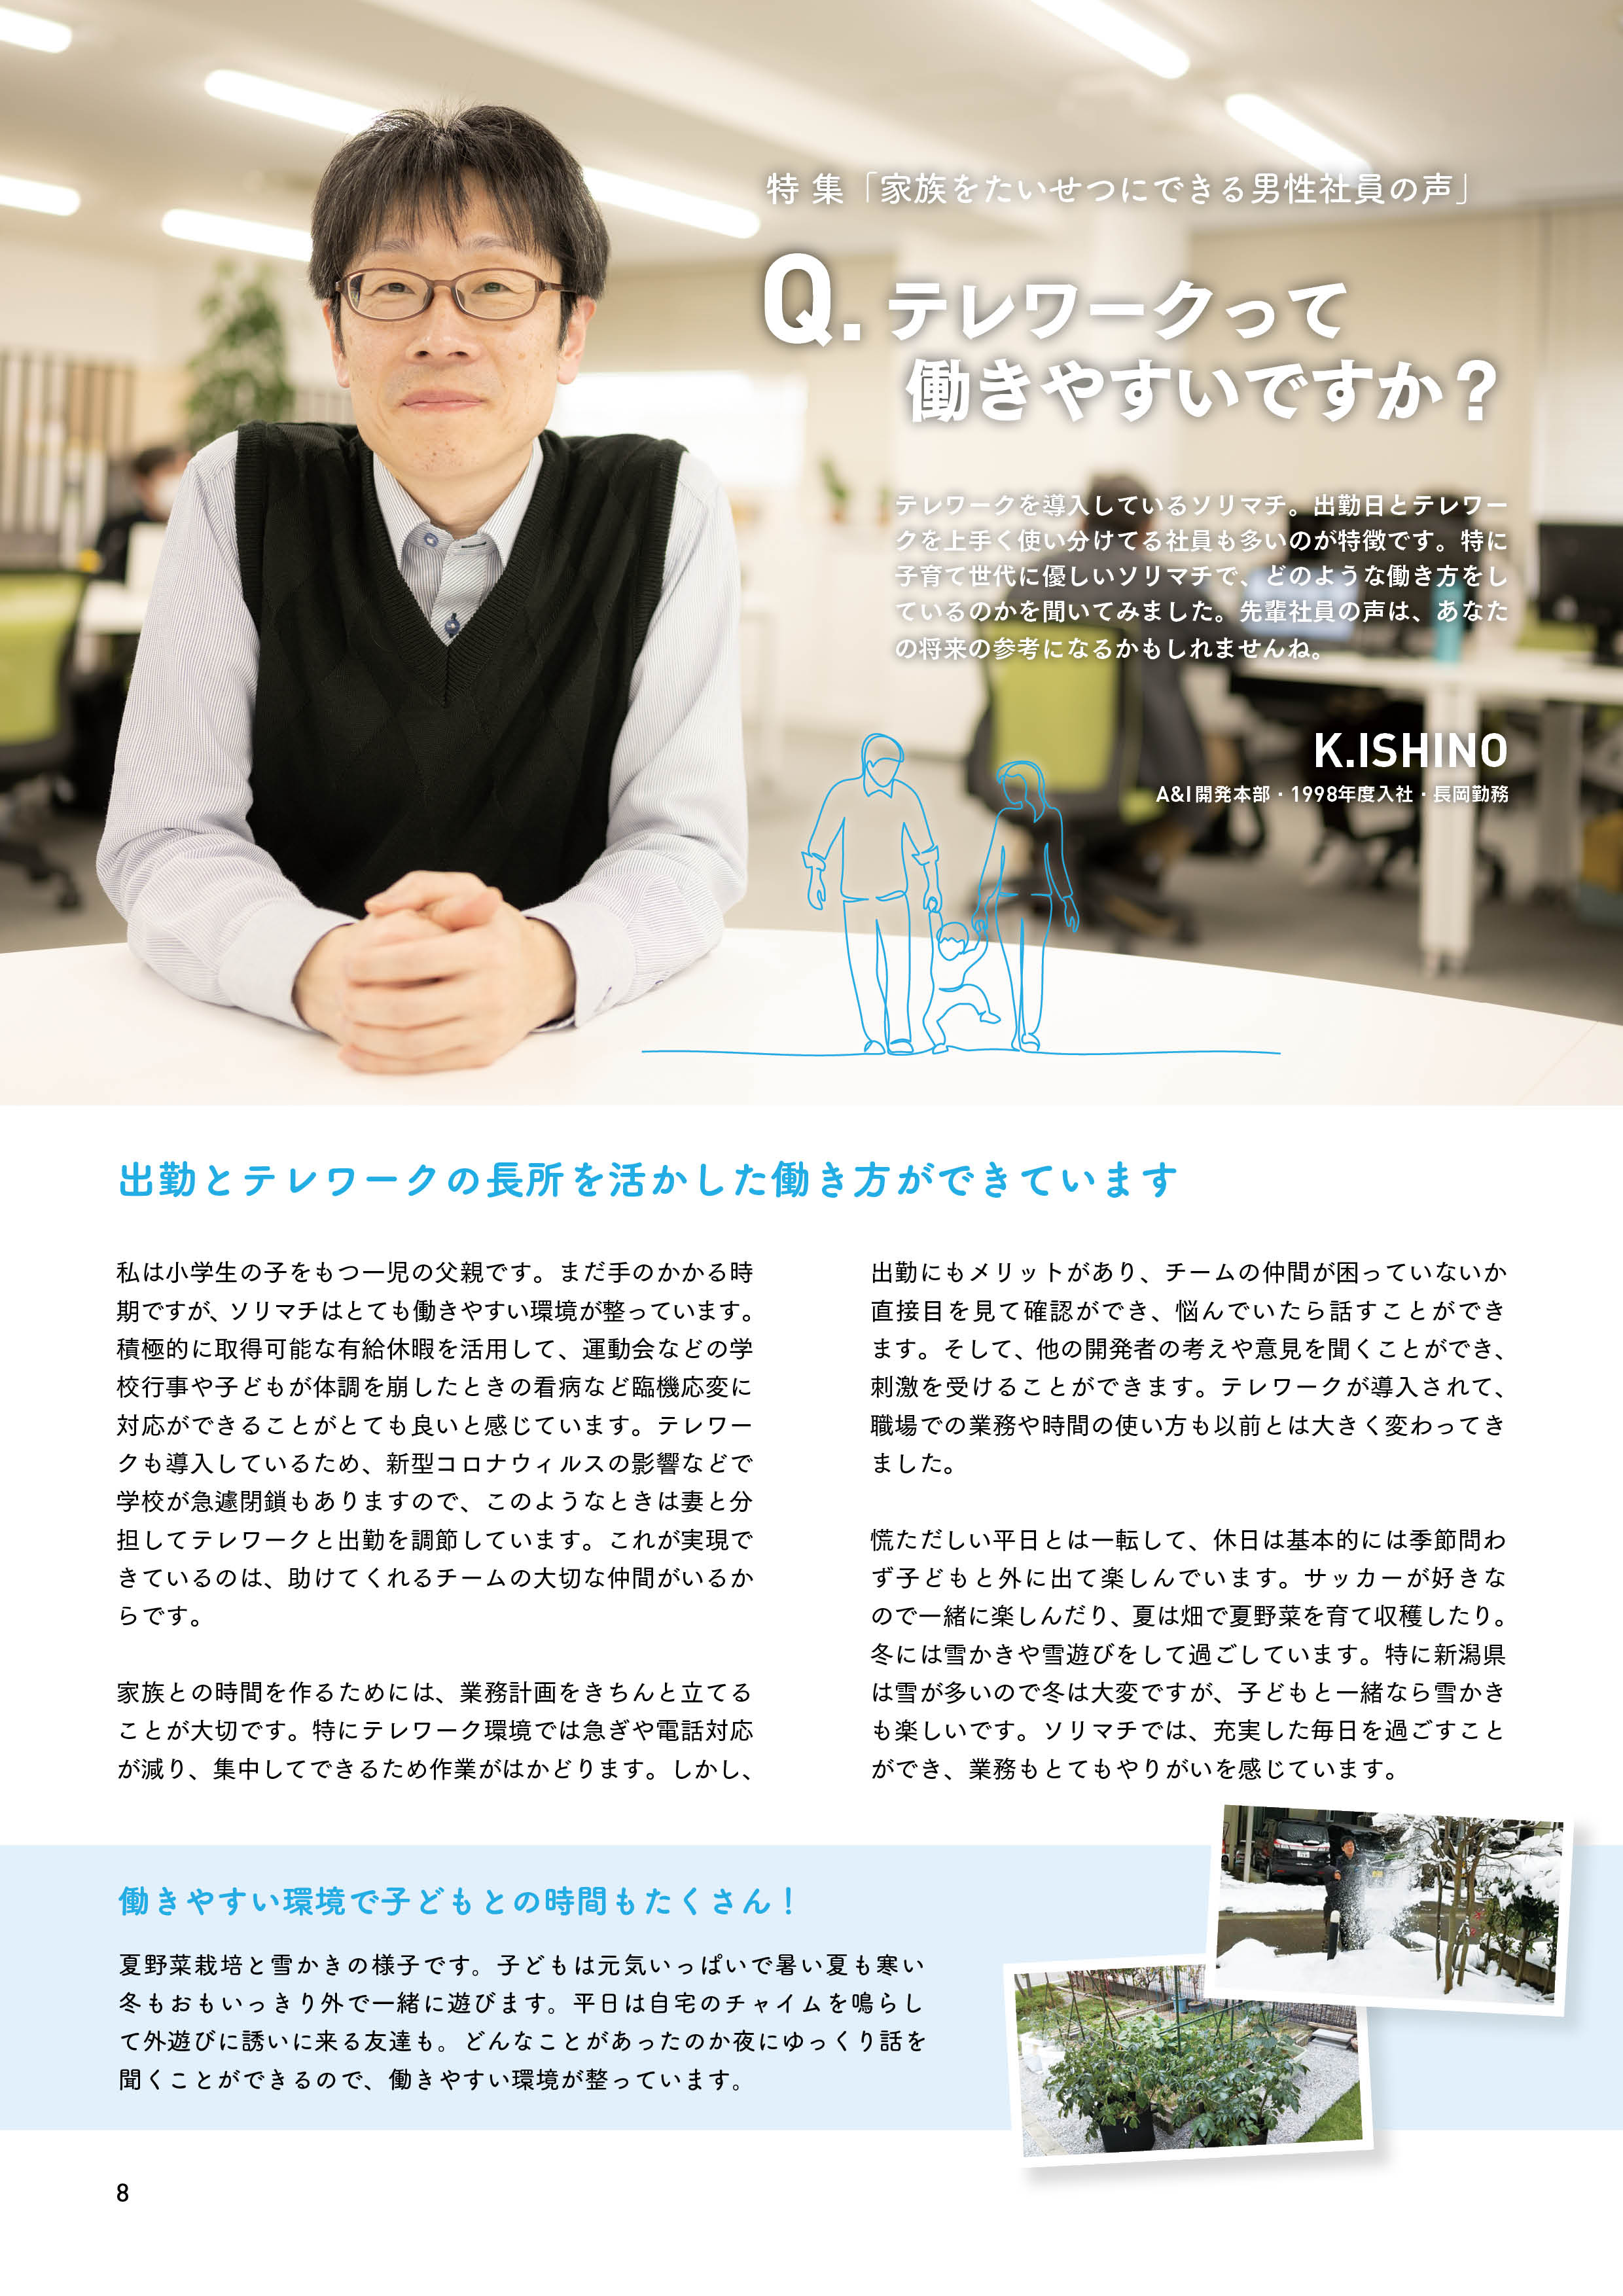 特 集「家族をたいせつにできる男性社員の声」
Q. テレワークって
働きやすいですか？
テレワークを導入しているソリマチ。出勤日とテレワー
クを上手く使い分けてる社員も多いのが特徴です。特に
子育て世代に優しいソリマチで、どのような働き方をし
ているのかを聞いてみました。先輩社員の声は、あなた
の将来の参考になるかもしれませんね。
K.ISHINO
A&I開発本部・1998年度入社・長岡勤務
出勤とテレワークの長所を活かした働き方ができています
私は小学生の子をもつ一児の父親です。まだ手のかかる時
期ですが、ソリマチはとても働きやすい環境が整っています。
積極的に取得可能な有給休暇を活用して、運動会などの学
校行事や子どもが体調を崩したときの看病など臨機応変に
対応ができることがとても良いと感じています。テレワー
クも導入しているため、新型コロナウィルスの影響などで
学校が急遽閉鎖もありますので、このようなときは妻と分
担してテレワークと出勤を調節しています。これが実現で
きているのは、助けてくれるチームの大切な仲間がいるか
らです。
家族との時間を作るためには、業務計画をきちんと立てる
ことが大切です。特にテレワーク環境では急ぎや電話対応
が減り、集中してできるため作業がはかどります。しかし、
出勤にもメリットがあり、チームの仲間が困っていないか
直接目を見て確認ができ、悩んでいたら話すことができ
ます。そして、他の開発者の考えや意見を聞くことができ、
刺激を受けることができます。テレワークが導入されて、
職場での業務や時間の使い方も以前とは大きく変わってき
ました。
慌ただしい平日とは一転して、休日は基本的には季節問わ
ず子どもと外に出て楽しんでいます。サッカーが好きな
ので一緒に楽しんだり、夏は畑で夏野菜を育て収穫したり。
冬には雪かきや雪遊びをして過ごしています。特に新潟県
は雪が多いので冬は大変ですが、子どもと一緒なら雪かき
も楽しいです。ソリマチでは、充実した毎日を過ごすこと
ができ、業務もとてもやりがいを感じています。
働きやすい環境で子どもとの時間もたくさん！
夏野菜栽培と雪かきの様子です。子どもは元気いっぱいで暑い夏も寒い
冬もおもいっきり外で一緒に遊びます。平日は自宅のチャイムを鳴らし
て外遊びに誘いに来る友達も。どんなことがあったのか夜にゆっくり話を
聞くことができるので、働きやすい環境が整っています。
8